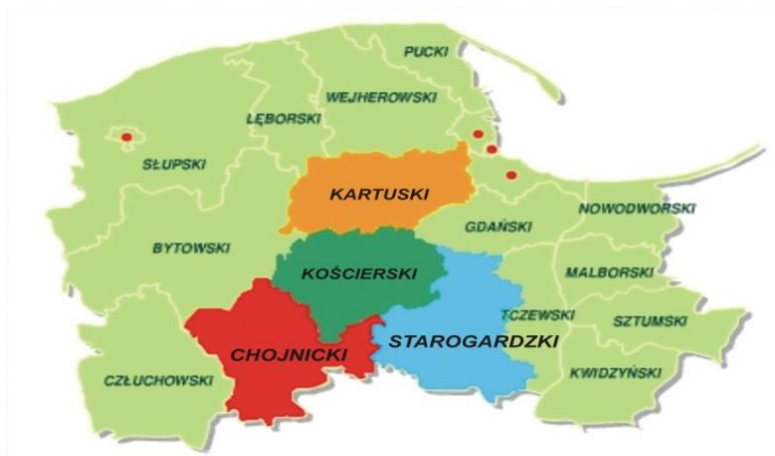 PUCKI
WEJHEROWSKI
LĘBORSKI
SŁUPSKI
KARTUSKI
NOWODWORSKI
GDAŃSKI
BYTOWSKI
KOŚCIERSKI
MALBORSKI
TCZEWSKI
SZTUMSKI
STAROGARDZKI
CHOJNICKI
CZŁUCHOWSKI
KWIDZYŃSKI